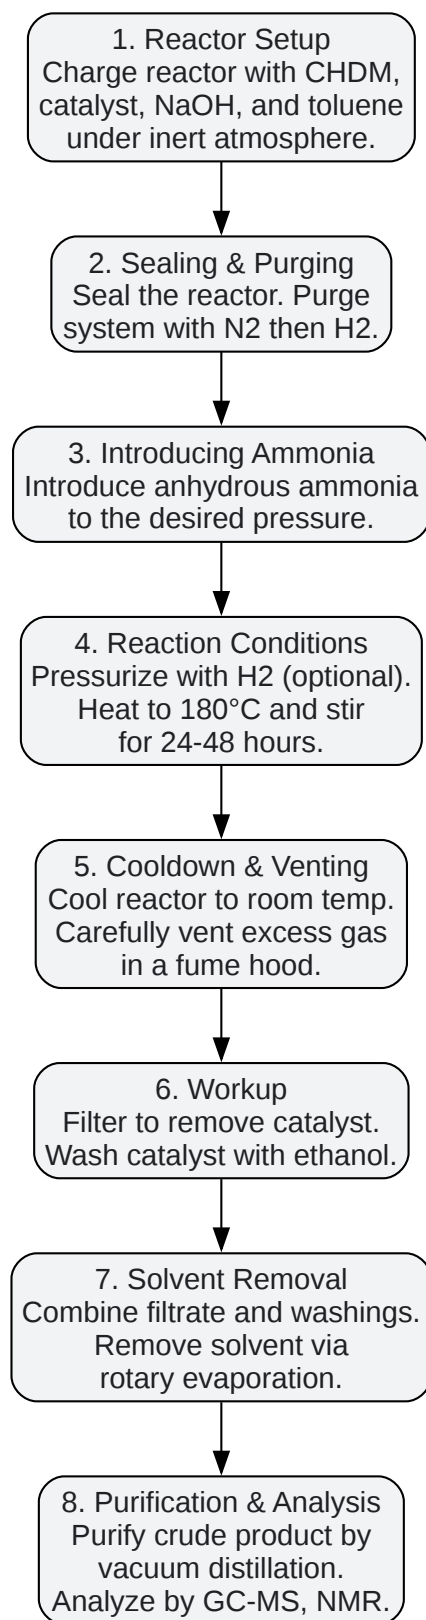 1. Reactor Setup
Charge reactor with CHDM,
catalyst, NaOH, and toluene
under inert atmosphere.
2. Sealing & Purging
Seal the reactor. Purge
system with N2 then H2.
3. Introducing Ammonia
Introduce anhydrous ammonia
to the desired pressure.
4. Reaction Conditions
Pressurize with H2 (optional).
Heat to 180°C and stir
for 24-48 hours.
5. Cooldown & Venting
Cool reactor to room temp.
Carefully vent excess gas
in a fume hood.
6. Workup
Filter to remove catalyst.
Wash catalyst with ethanol.
7. Solvent Removal
Combine filtrate and washings.
Remove solvent via
rotary evaporation.
8. Purification & Analysis
Purify crude product by
vacuum distillation.
Analyze by GC-MS, NMR.